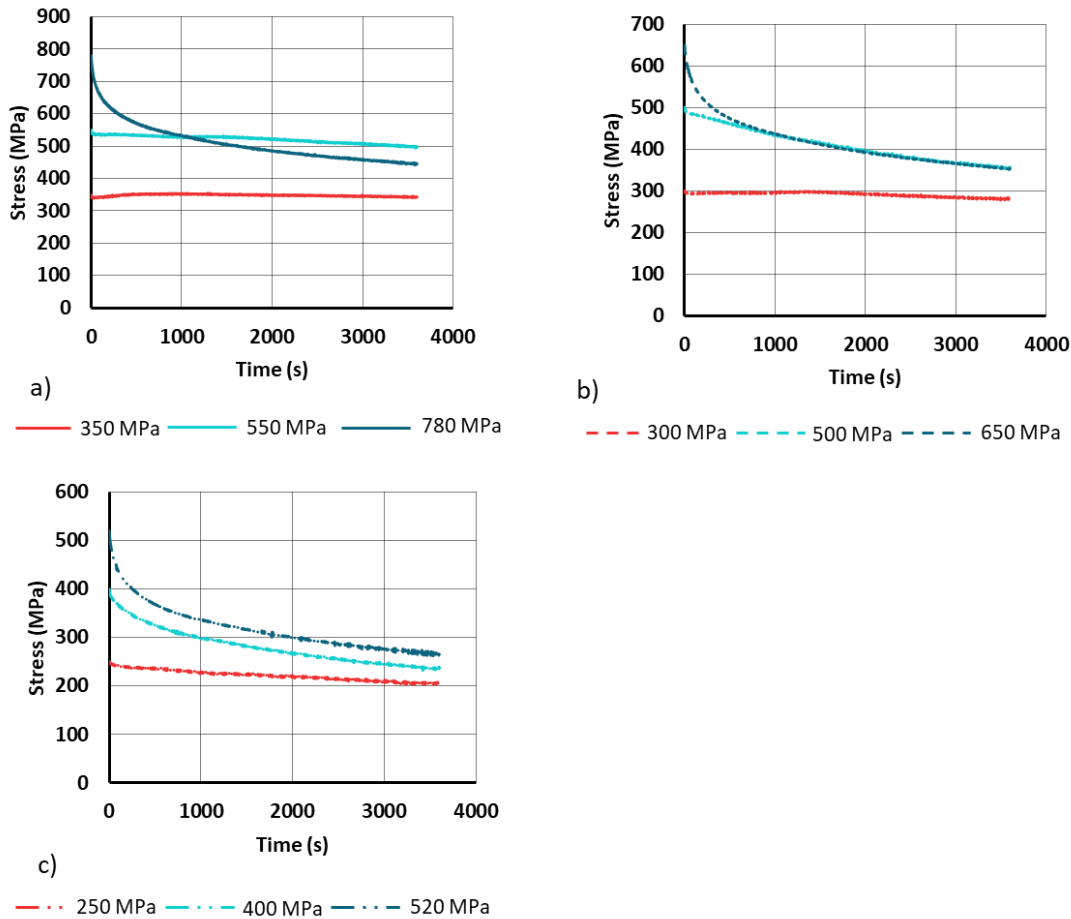 900
800
700
600
500
400
300
200
100
0
Stress (MPa)
0 1000 2000 3000 4000
Time (s)
a)
350 MPa 550 MPa 780 MPa
700
600
500
400
300
200
100
0
Stress (MPa)
0 1000 2000 3000 4000
Time (s)
b)
300 MPa 500 MPa 650 MPa
600
500
400
300
200
100
0
Stress (MPa)
0 1000 2000 3000 4000
Time (s)
c)
250 MPa 400 MPa 520 MPa